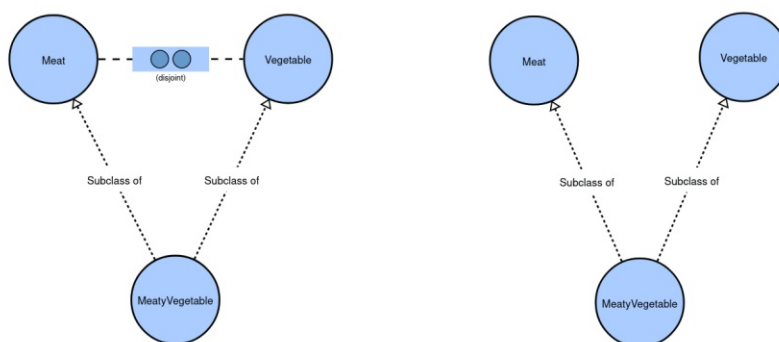 Meat
(disjoint)
Vegetable
Subclass of
Subclass of
MeatyVegetable
Meat
Vegetable
Subclass of
Subclass of
MeatyVegetable